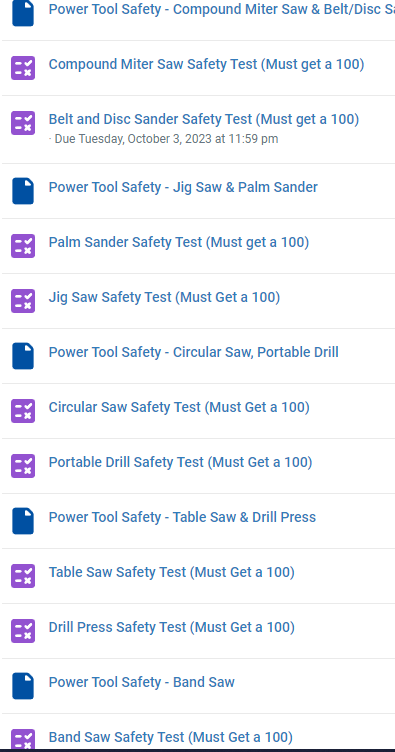 Power Tool Safety - Compound Miter Saw & Belt/Disc
Compound Miter Saw Safety Test (Must get a 100)
Belt and Disc Sander Safety Test (Must get a 100)
· Due Tuesday, October 3, 2023 at 11:59 pm
Power Tool Safety - Jig Saw & Palm Sander
Palm Sander Safety Test (Must get a 100)
Jig Saw Safety Test (Must Get a 100)
Power Tool Safety - Circular Saw, Portable Drill
Circular Saw Safety Test (Must Get a 100)
Portable Drill Safety Test (Must Get a 100)
Power Tool Safety - Table Saw & Drill Press
Table Saw Safety Test (Must Get a 100)
Drill Press Safety Test (Must Get a 100)
Power Tool Safety - Band Saw
Band Saw Safety Test (Must Get a 100)